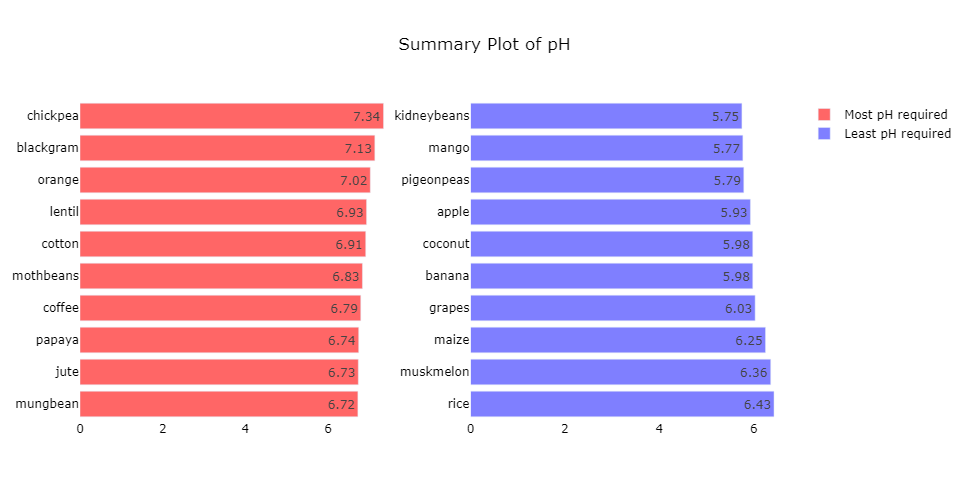 Summary Plot of pH
chickpea 7.34
blackgram 7.13
orange 7.02
lentil 6.93
cotton 6.91
mothbeans 6.83
coffee 6.79
papaya 6.74
jute 6.73
mungbean 6.72
0 2 4 6
kidneybeans 5.75
mango 5.77
pigeonpeas 5.79
apple 5.93
coconut 5.98
banana 5.98
grapes 6.03
maize 6.25
muskmelon 6.36
rice 6.43
0 2 4 6
Most pH required
Least pH required